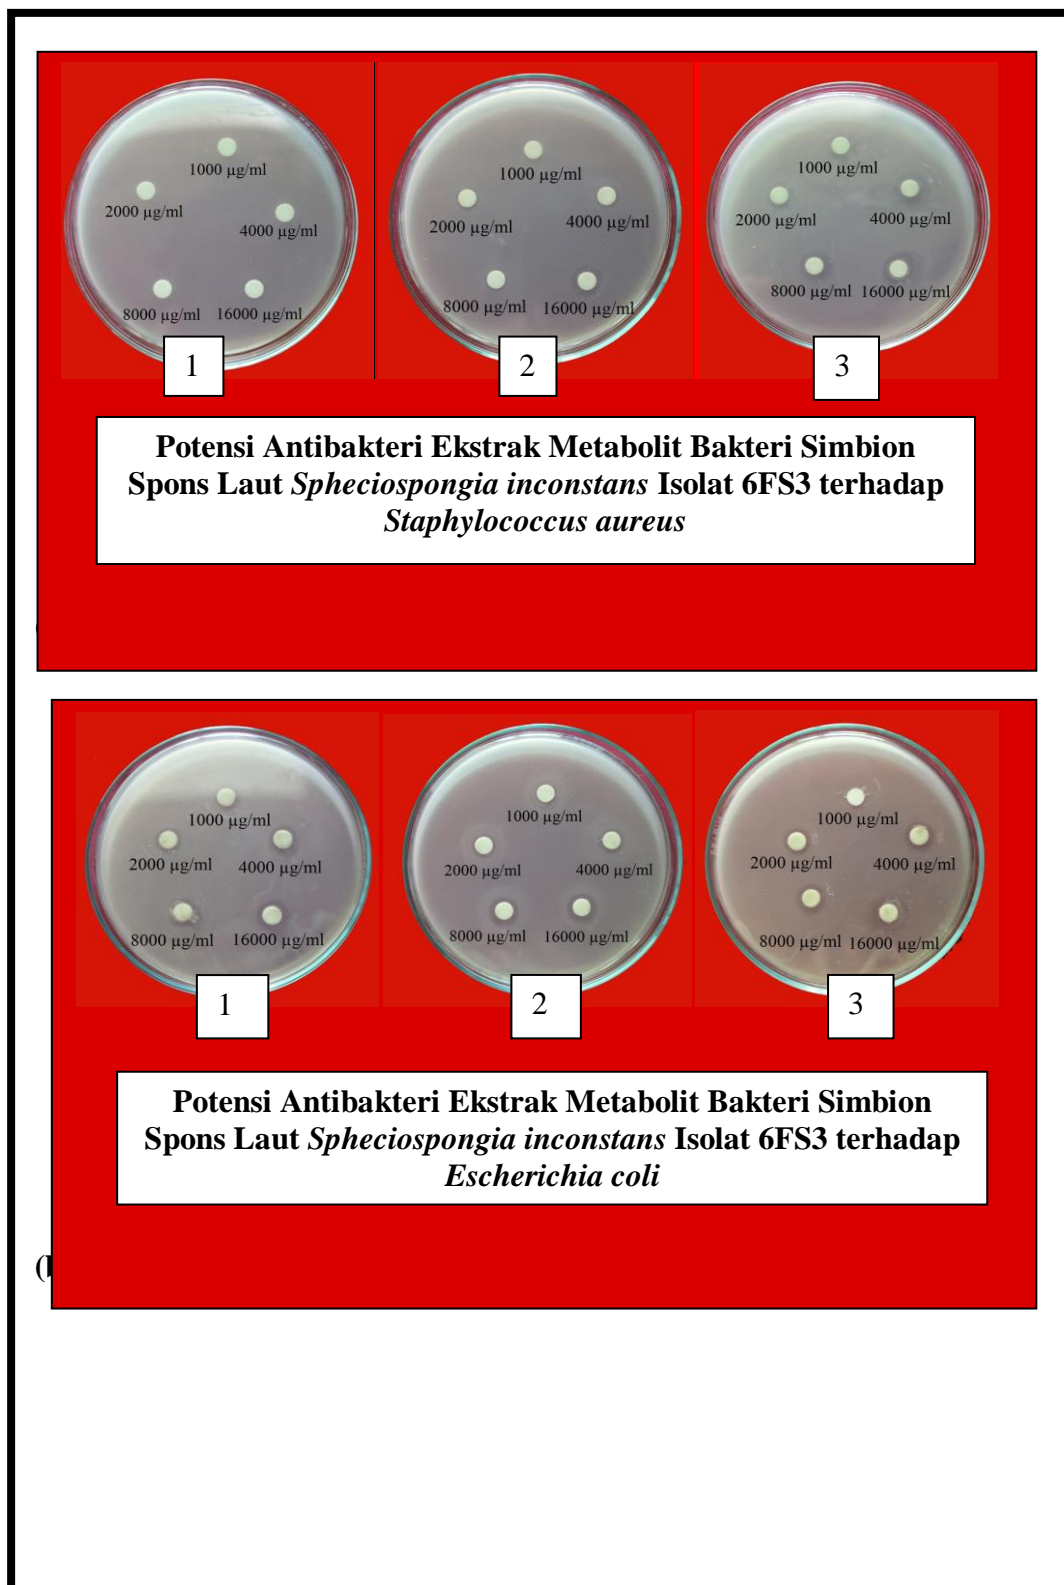 1000 µg/ml
2000 µg/ml
4000 µg/ml
8000 µg/ml 16000 µg/ml
1
1000 µg/ml
2000 µg/ml 4000 µg/ml
8000 µg/ml 16000 µg/ml
2
1000 µg/ml
2000 µg/ml 4000 µg/ml
8000 µg/ml 16000 µg/ml
3
Potensi Antibakteri Ekstrak Metabolit Bakteri Simbion
Spons Laut Spheciospongia inconstans Isolat 6FS3 terhadap
Staphylococcus aureus
1000 µg/ml
2000 µg/ml 4000 µg/ml
8000 µg/ml 16000 µg/ml
1
1000 µg/ml
2000 µg/ml 4000 µg/ml
8000 µg/ml 16000 µg/ml
2
1000 µg/ml
2000 µg/ml 4000 µg/ml
8000 µg/ml 16000 µg/ml
3
Potensi Antibakteri Ekstrak Metabolit Bakteri Simbion
Spons Laut Spheciospongia inconstans Isolat 6FS3 terhadap
Escherichia coli